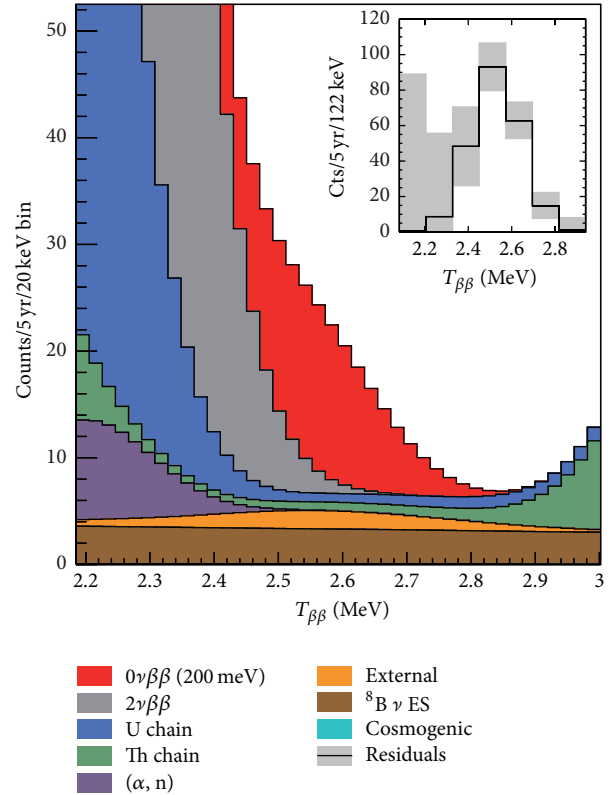 50
40
30
20
10
0
Counts/5 yr/20 keV bin
2.2 2.3 2.4 2.5 2.6 2.7 2.8 2.9 3
T_ββ (MeV)
120
100
80
60
40
20
0
Cts/5 yr/122 keV
2.2 2.4 2.6 2.8
T_ββ (MeV)
0νββ (200 meV)
2νββ
U chain
Th chain
(α, n)
External
⁸B ν ES
Cosmogenic
Residuals